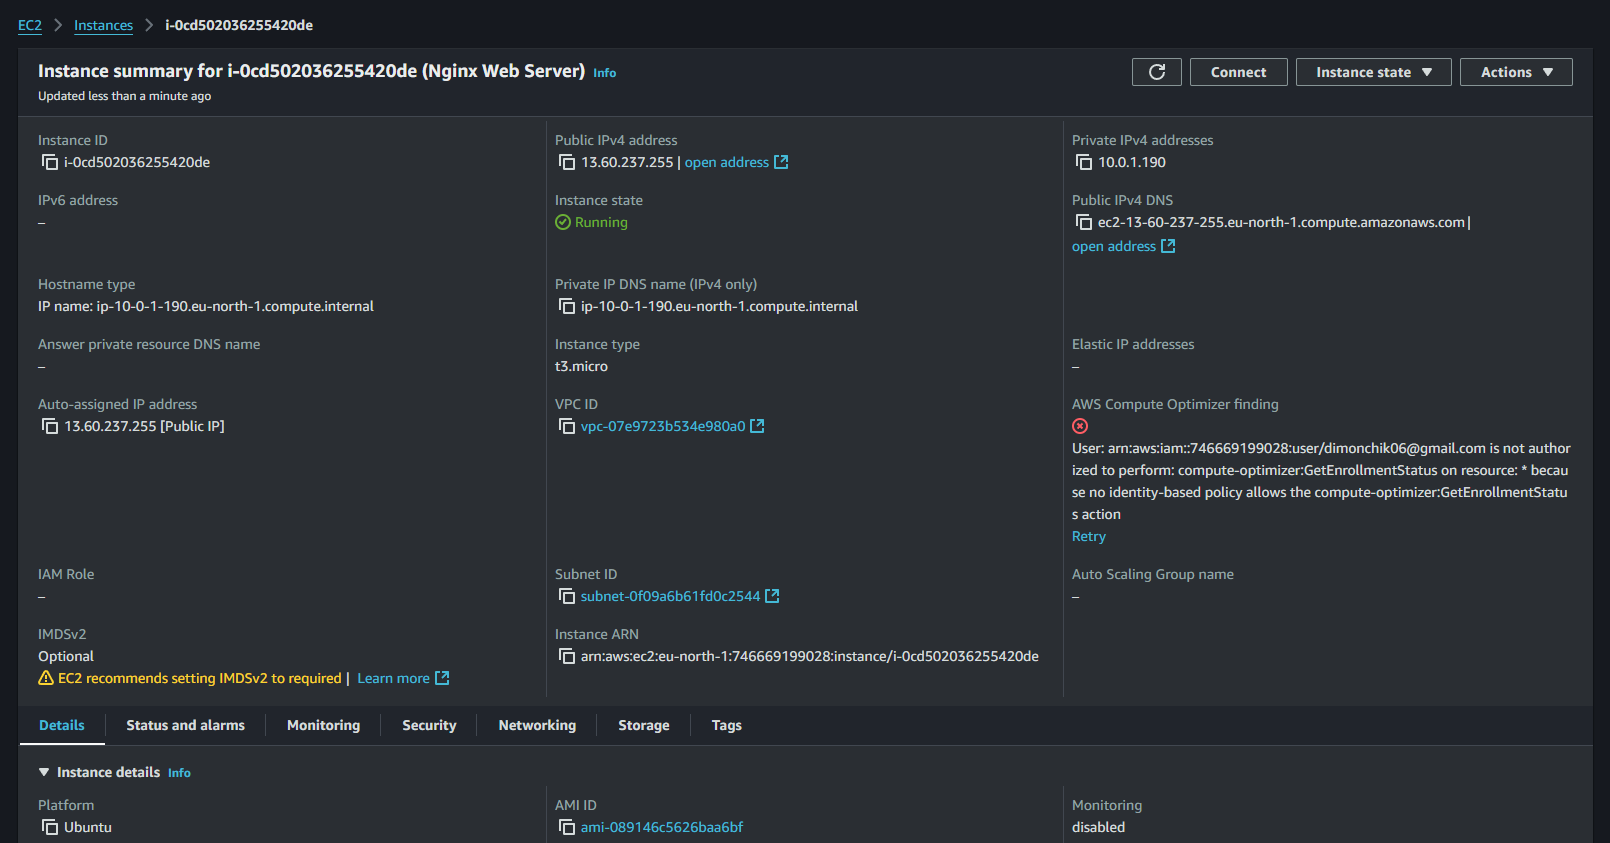 EC2 > Instances > i-0cd502036255420de
Instance summary for i-0cd502036255420de (Nginx Web Server) Info
Updated less than a minute ago
Connect
Instance state
Actions
Instance ID
i-0cd502036255420de
Public IPv4 address
13.60.237.255 | open address
Private IPv4 addresses
10.0.1.190
IPv6 address
–
Instance state
Running
Public IPv4 DNS
ec2-13-60-237-255.eu-north-1.compute.amazonaws.com |
open address
Hostname type
IP name: ip-10-0-1-190.eu-north-1.compute.internal
Private IP DNS name (IPv4 only)
ip-10-0-1-190.eu-north-1.compute.internal
Answer private resource DNS name
–
Instance type
t3.micro
Elastic IP addresses
–
Auto-assigned IP address
13.60.237.255 [Public IP]
VPC ID
vpc-07e9723b534e980a0
AWS Compute Optimizer finding
User: arn:aws:iam::746669199028:user/dimonchik06@gmail.com is not author
ized to perform: compute-optimizer:GetEnrollmentStatus on resource: * becau
se no identity-based policy allows the compute-optimizer:GetEnrollmentStatu
s action
Retry
IAM Role
–
Subnet ID
subnet-0f09a6b61fd0c2544
Auto Scaling Group name
–
IMDSv2
Optional
EC2 recommends setting IMDSv2 to required | Learn more
Instance ARN
arn:aws:ec2:eu-north-1:746669199028:instance/i-0cd502036255420de
Details
Status and alarms
Monitoring
Security
Networking
Storage
Tags
Instance details Info
Platform
Ubuntu
AMI ID
ami-089146c5626baa6bf
Monitoring
disabled